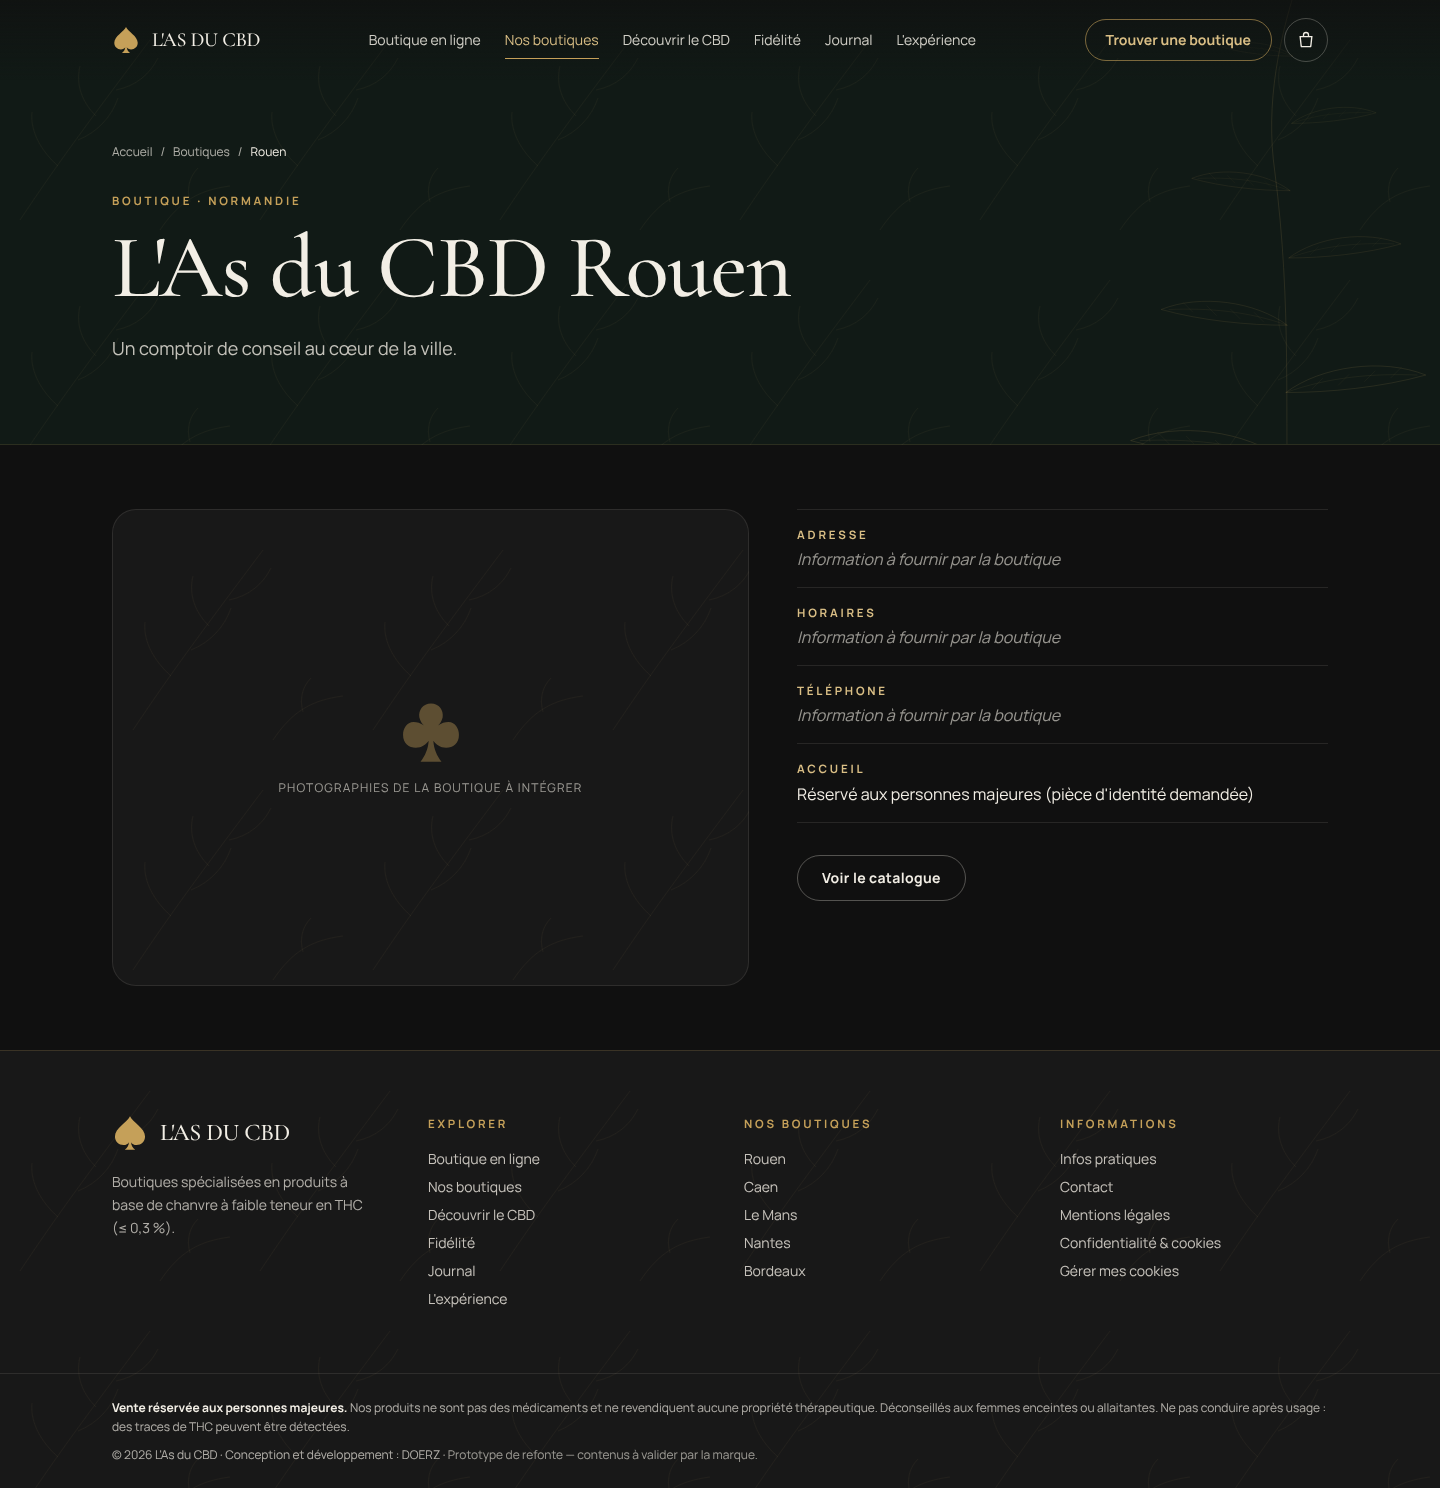 L'AS DU CBD
Boutique en ligne
Nos boutiques
Découvrir le CBD
Fidélité
Journal
L'expérience
Trouver une boutique
Accueil / Boutiques / Rouen
BOUTIQUE · NORMANDIE
L'As du CBD Rouen
Un comptoir de conseil au cœur de la ville.
PHOTOGRAPHIES DE LA BOUTIQUE À INTÉGRER
ADRESSE
Information à fournir par la boutique
HORAIRES
Information à fournir par la boutique
TÉLÉPHONE
Information à fournir par la boutique
ACCUEIL
Réservé aux personnes majeures (pièce d'identité demandée)
Voir le catalogue
L'AS DU CBD
Boutiques spécialisées en produits à
base de chanvre à faible teneur en THC
(≤ 0,3 %).
EXPLORER
Boutique en ligne
Nos boutiques
Découvrir le CBD
Fidélité
Journal
L'expérience
NOS BOUTIQUES
Rouen
Caen
Le Mans
Nantes
Bordeaux
INFORMATIONS
Infos pratiques
Contact
Mentions légales
Confidentialité & cookies
Gérer mes cookies
Vente réservée aux personnes majeures. Nos produits ne sont pas des médicaments et ne revendiquent aucune propriété thérapeutique. Déconseillés aux femmes enceintes ou allaitantes. Ne pas conduire après usage :
des traces de THC peuvent être détectées.
© 2026 L'As du CBD · Conception et développement : DOERZ · Prototype de refonte — contenus à valider par la marque.